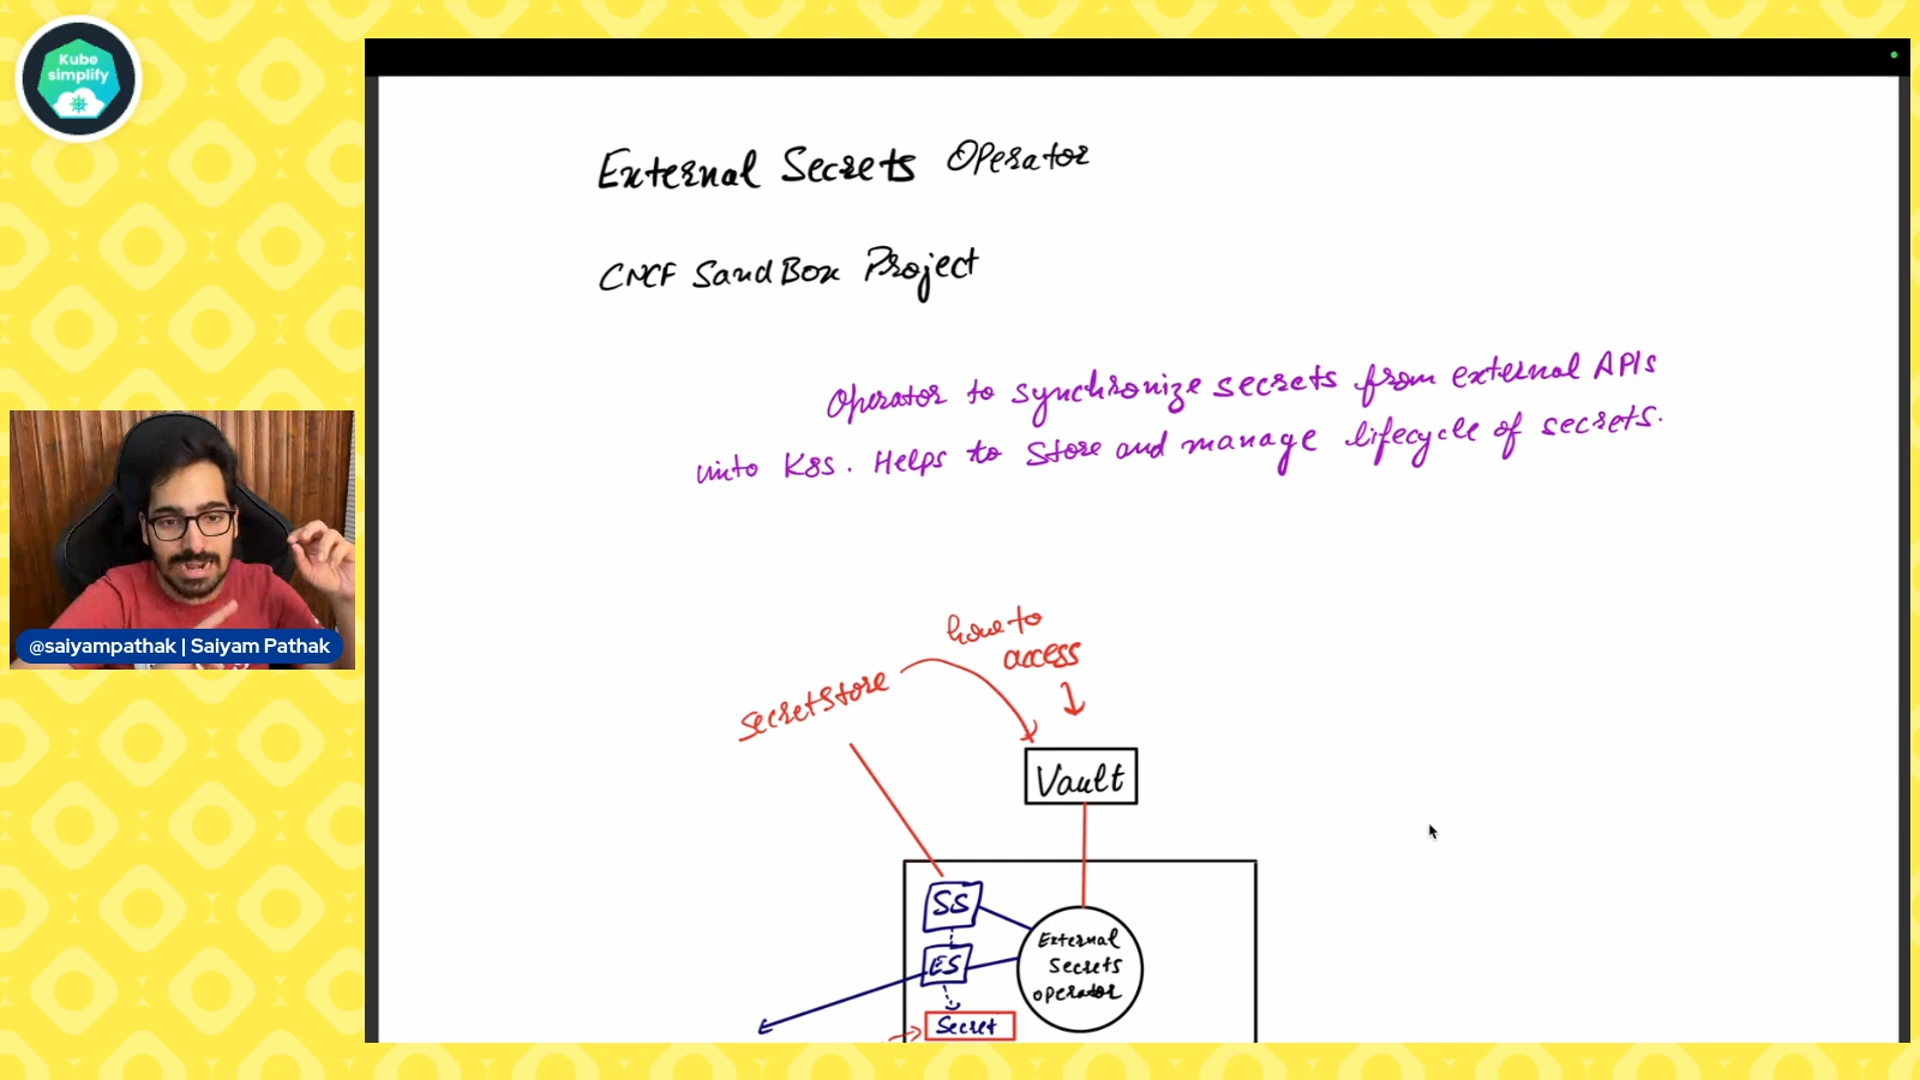 Kube
simplify
External Secrets Operator
CNCF SandBox Project
Operator to synchronize secrets from external APIs
into K8s. Helps to Store and manage lifecycle of secrets.
how to
access
SecretStore
Vault
SS
ES
External
Secrets
Operator
Secret
@saiyampathak | Saiyam Pathak